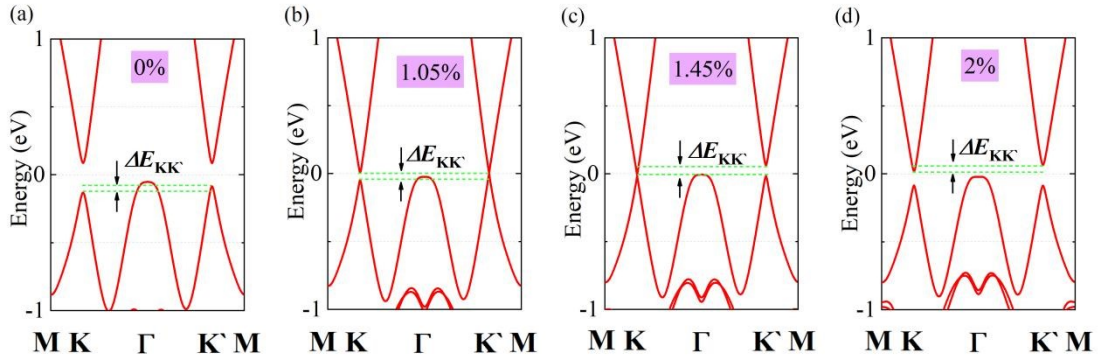 (a)
0%
ΔE_KK`
Energy (eV)
1
0
-1
M K Γ K` M
(b)
1.05%
ΔE_KK`
Energy (eV)
1
0
-1
M K Γ K` M
(c)
1.45%
ΔE_KK`
Energy (eV)
1
0
-1
M K Γ K` M
(d)
2%
ΔE_KK`
Energy (eV)
1
0
-1
M K Γ K` M